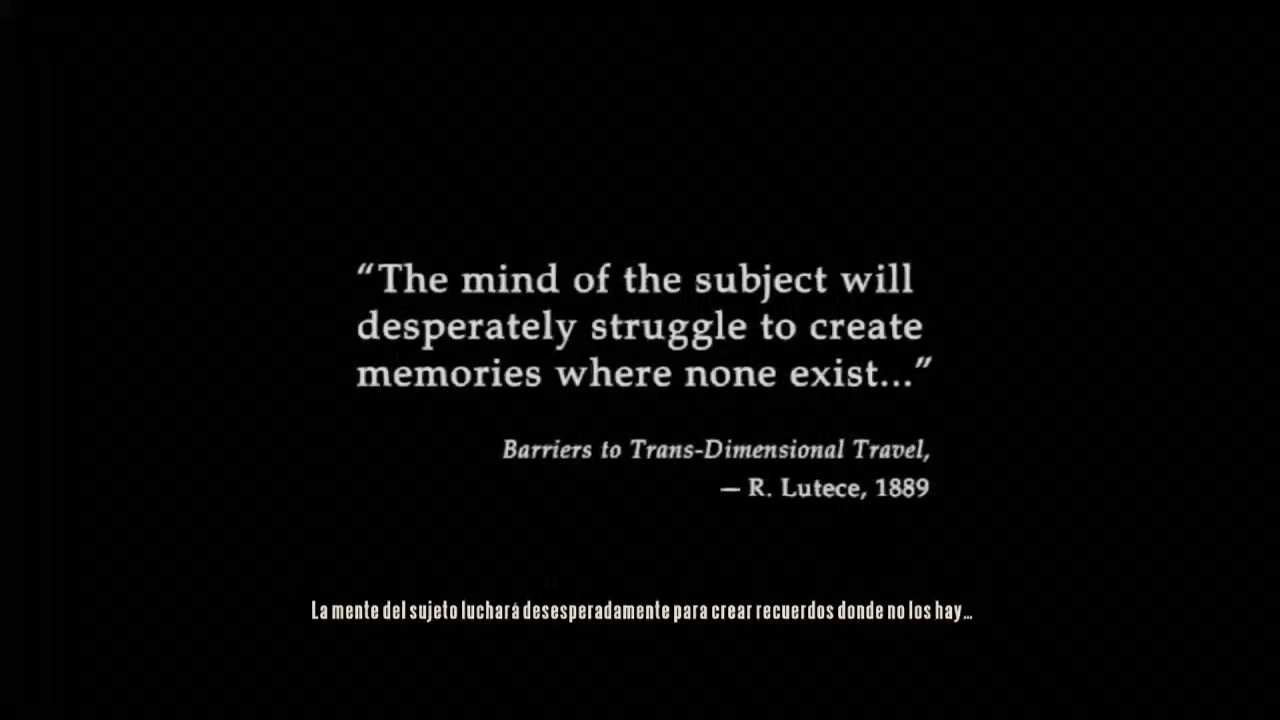 “The mind of the subject will
desperately struggle to create
memories where none exist...”
Barriers to Trans-Dimensional Travel,
— R. Lutece, 1889
La mente del sujeto luchará desesperadamente para crear recuerdos donde no los hay...